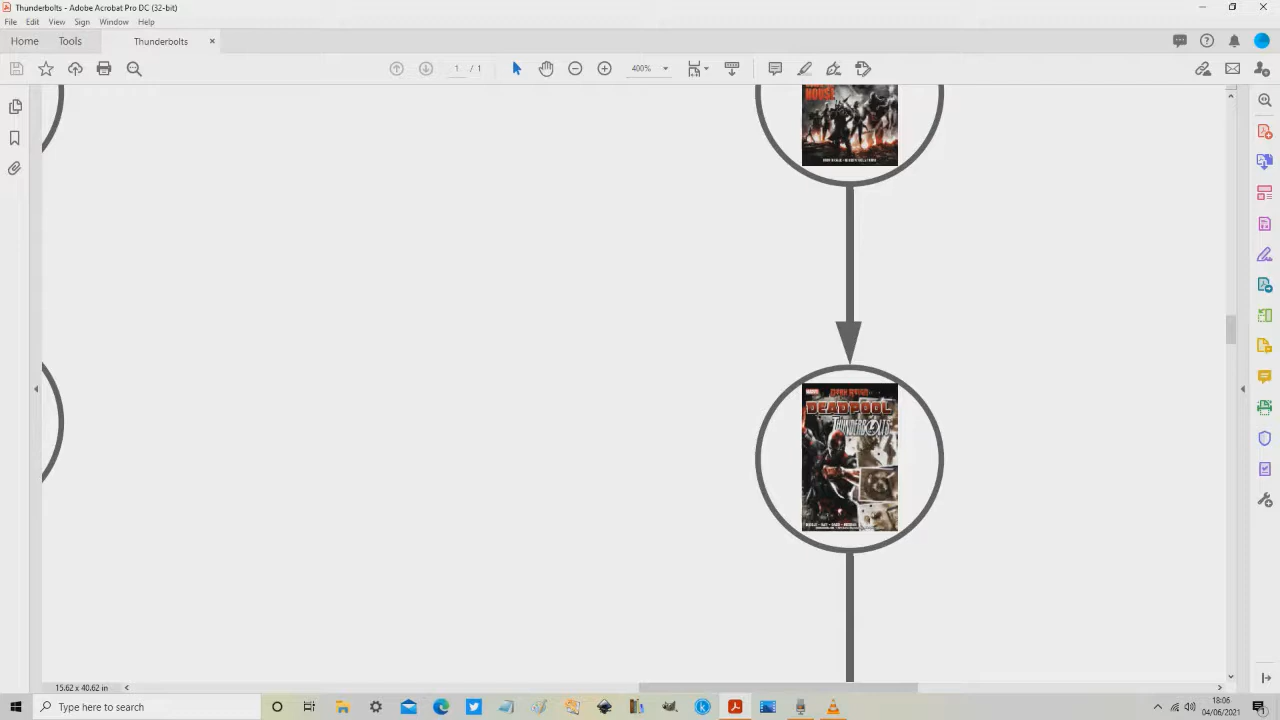 Thunderbolts - Adobe Acrobat Pro DC (32-bit)
File Edit View Sign Window Help
Home Tools Thunderbolts ×
1 / 1 400%
HOUSE
MARVEL DARK REIGN
DEADPOOL
THUNDERBOLTS
15.62 x 40.62 in
Type here to search
18:06
04/06/2021